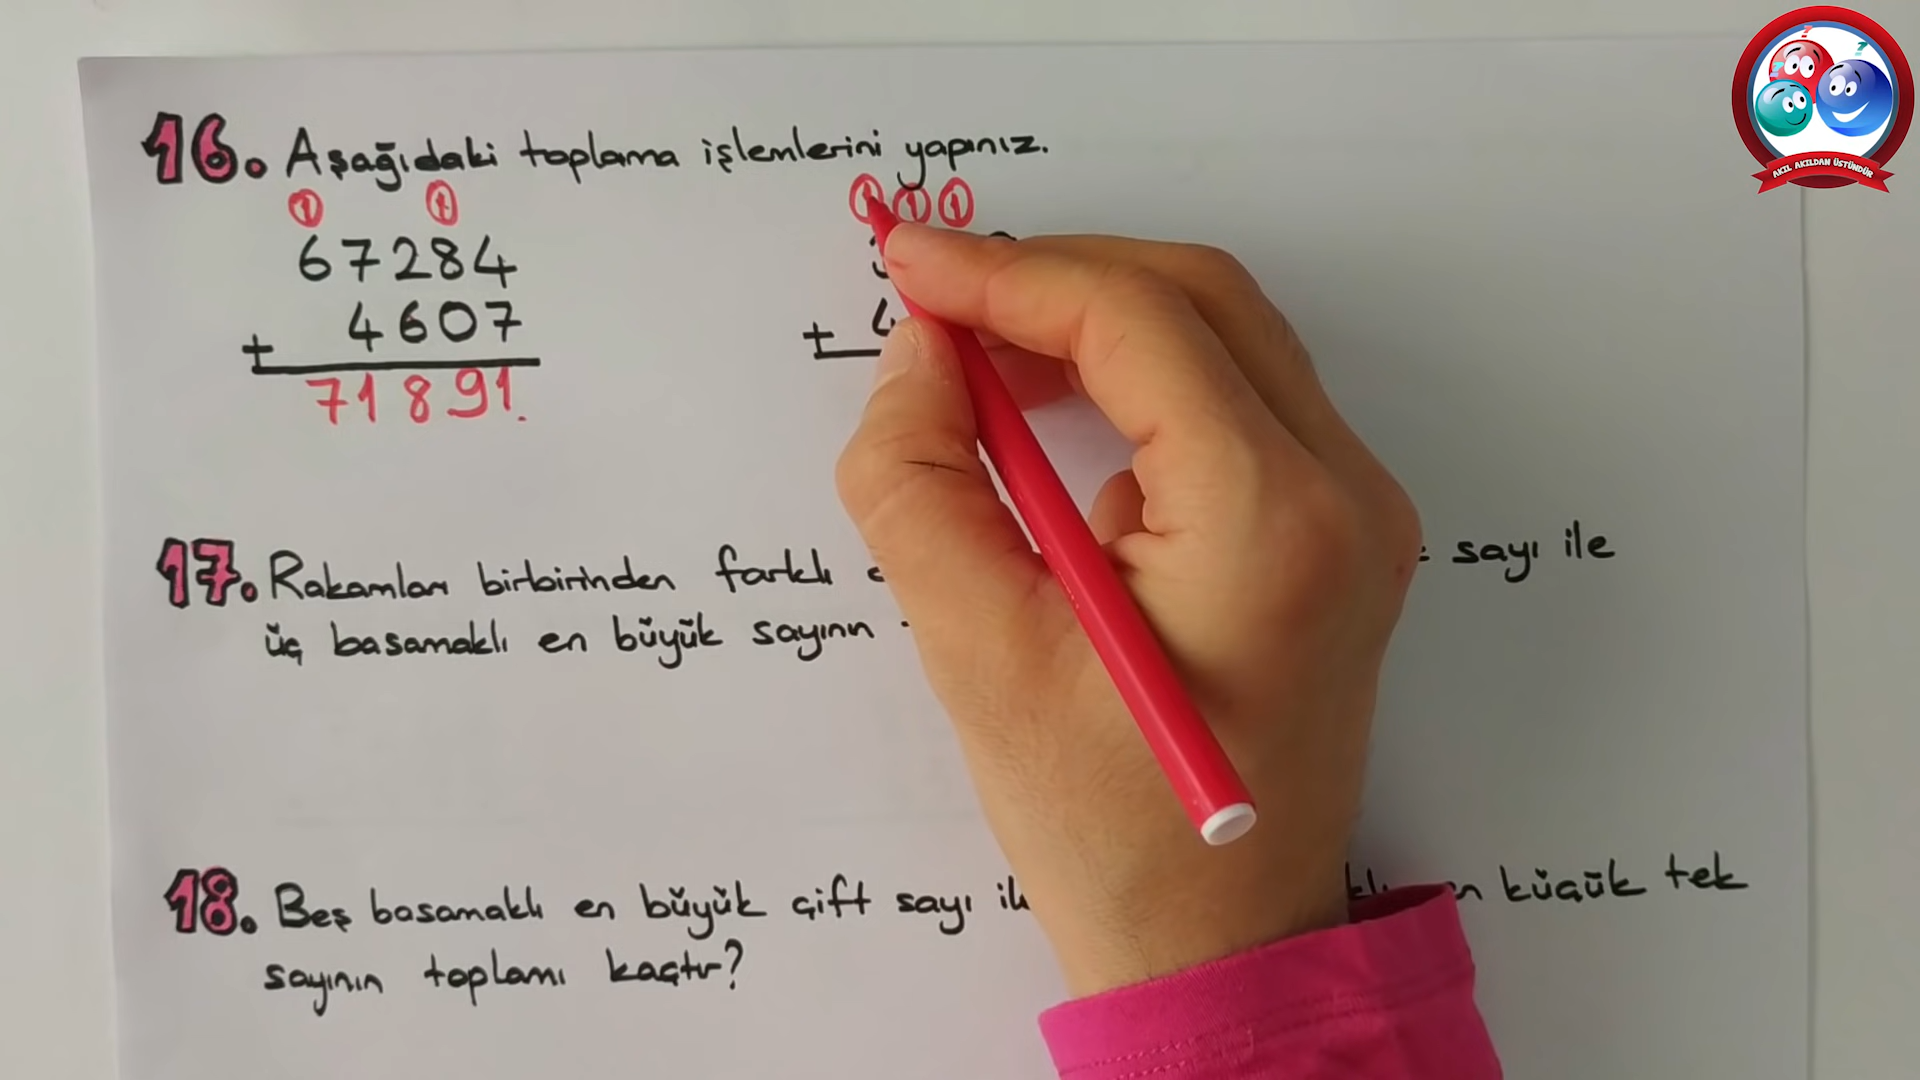 16. Aşağıdaki toplama işlemlerini yapınız.
1 1
67284
+ 4607
71891.
1 1 1
3
+ 4
17. Rakamları birbirinden farklı sayı ile
üç basamaklı en büyük sayının
18. Beş basamaklı en büyük çift sayı en küçük tek
sayının toplamı kaçtır?
AKIL AKILDAN ÜSTÜNDÜR